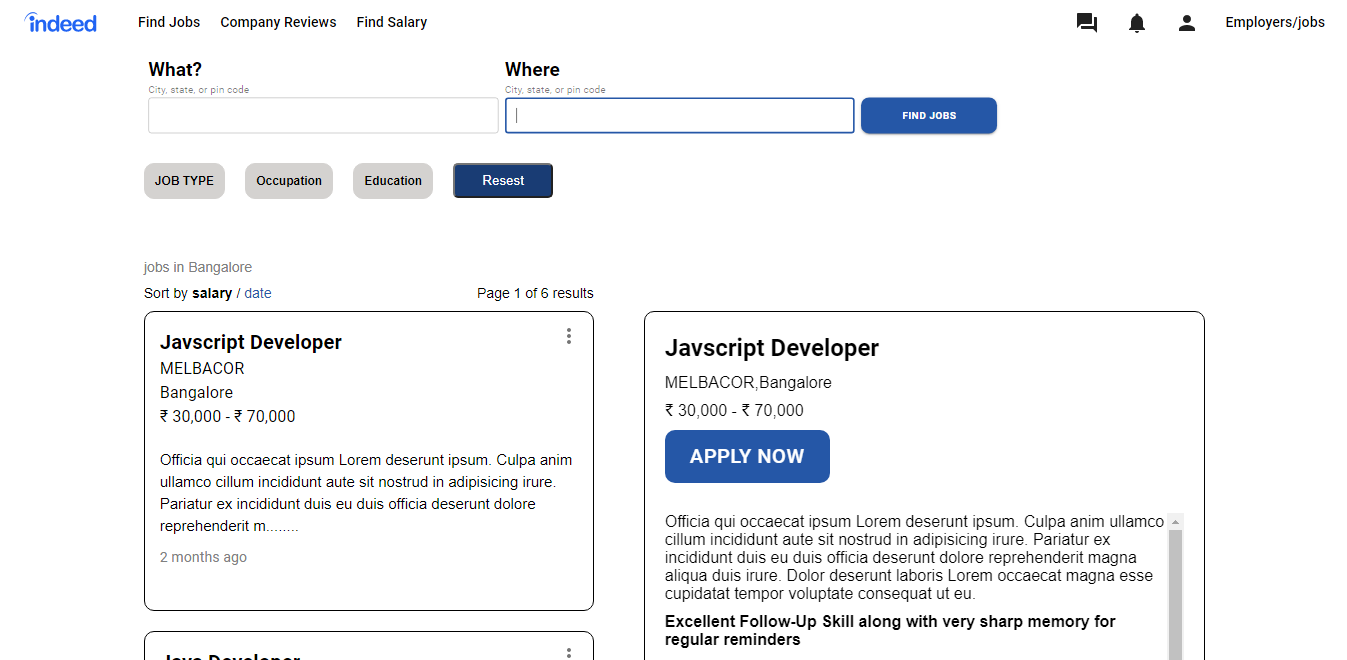 indeed Find Jobs Company Reviews Find Salary Employers/jobs
What? Where
City, state, or pin code City, state, or pin code
FIND JOBS
JOB TYPE Occupation Education Resest
jobs in Bangalore
Sort by salary / date Page 1 of 6 results
Javscript Developer
MELBACOR
Bangalore
₹ 30,000 - ₹ 70,000
Officia qui occaecat ipsum Lorem deserunt ipsum. Culpa anim
ullamco cillum incididunt aute sit nostrud in adipisicing irure.
Pariatur ex incididunt duis eu duis officia deserunt dolore
reprehenderit m........
2 months ago
Java Developer
Javscript Developer
MELBACOR,Bangalore
₹ 30,000 - ₹ 70,000
APPLY NOW
Officia qui occaecat ipsum Lorem deserunt ipsum. Culpa anim ullamco
cillum incididunt aute sit nostrud in adipisicing irure. Pariatur ex
incididunt duis eu duis officia deserunt dolore reprehenderit magna
aliqua duis irure. Dolor deserunt laboris Lorem occaecat magna esse
cupidatat tempor voluptate consequat ut eu.
Excellent Follow-Up Skill along with very sharp memory for
regular reminders